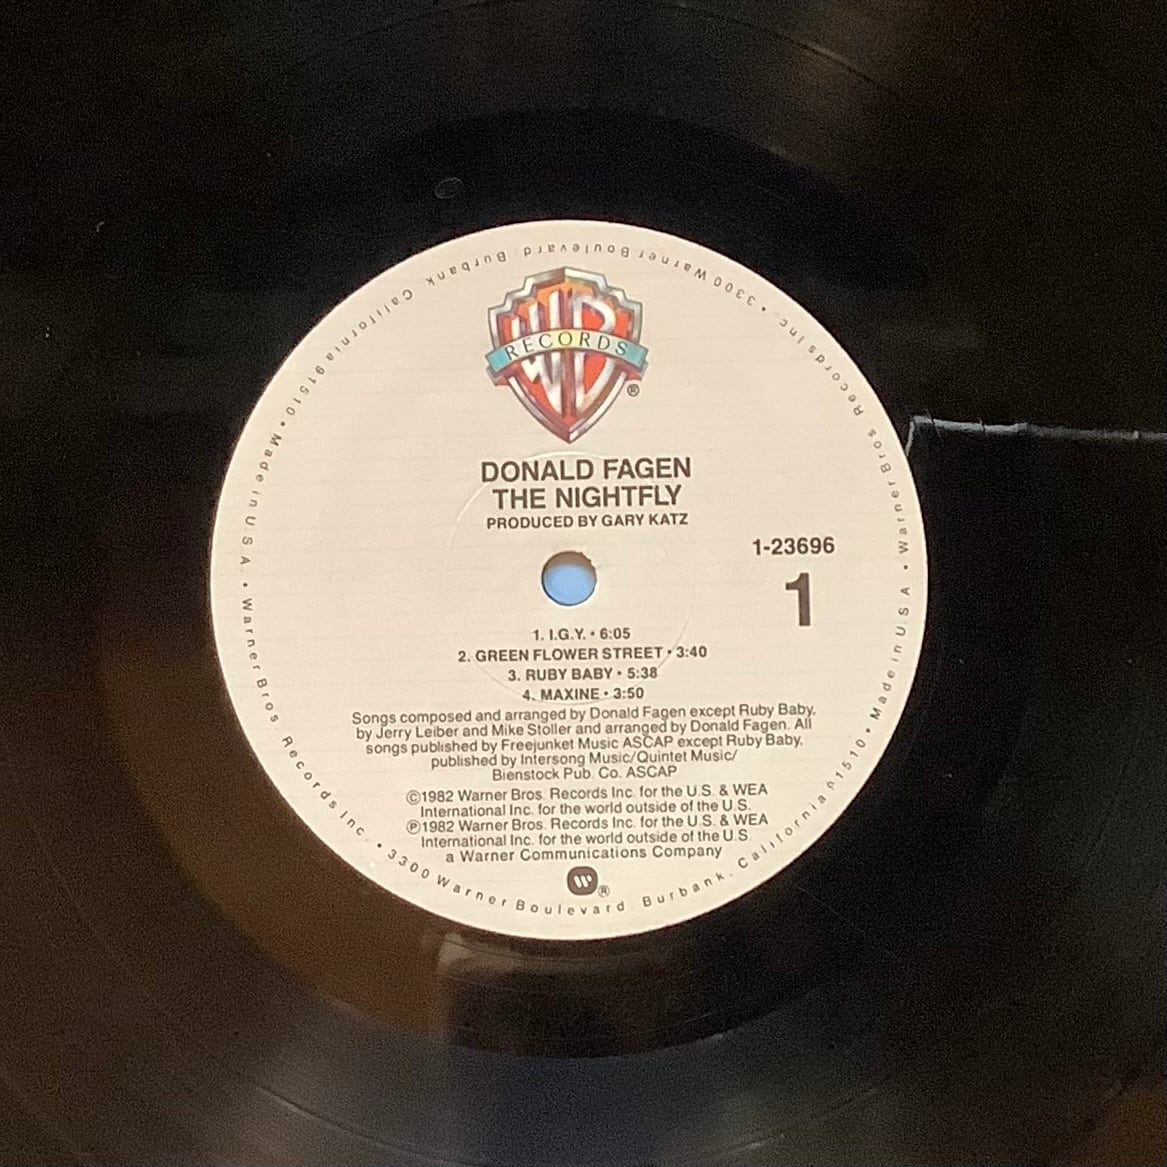 WB
RECORDS
®
DONALD FAGEN
THE NIGHTFLY
PRODUCED BY GARY KATZ
1-23696
1
1. I.G.Y. • 6:05
2. GREEN FLOWER STREET • 3:40
3. RUBY BABY • 5:38
4. MAXINE • 3:50
Songs composed and arranged by Donald Fagen except Ruby Baby,
by Jerry Leiber and Mike Stoller and arranged by Donald Fagen. All
songs published by Freejunket Music ASCAP except Ruby Baby,
published by Intersong Music/Quintet Music/
Bienstock Pub. Co. ASCAP
©1982 Warner Bros. Records Inc. for the U.S. & WEA
International Inc. for the world outside of the U.S.
℗1982 Warner Bros. Records Inc. for the U.S. & WEA
International Inc. for the world outside of the U.S.
a Warner Communications Company
W®
Warner Bros. Records Inc. • 3300 Warner Boulevard. Burbank. California 91510 • Made in U.S.A. • Warner Bros. Records Inc. • 3300 Warner Boulevard. Burbank. California 91510 • Made in U.S.A. •